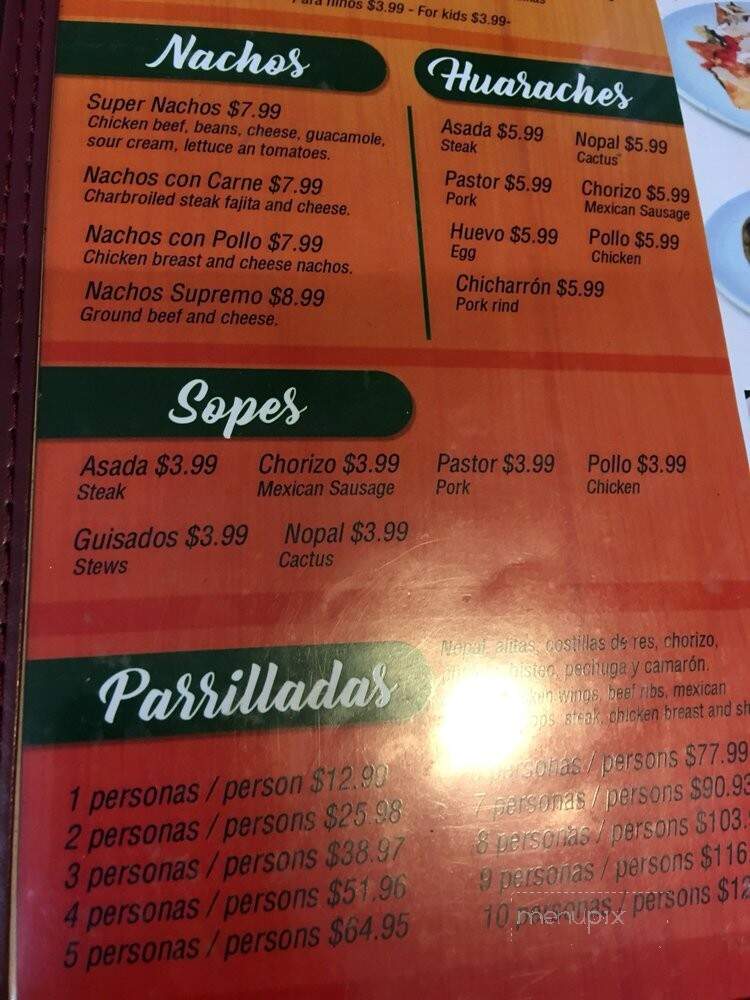 Para niños $3.99 - For kids $3.99-
Nachos
Super Nachos $7.99
Chicken beef, beans, cheese, guacamole,
sour cream, lettuce an tomatoes.
Nachos con Carne $7.99
Charbroiled steak fajita and cheese.
Nachos con Pollo $7.99
Chicken breast and cheese nachos.
Nachos Supremo $8.99
Ground beef and cheese.
Huaraches
Asada $5.99
Steak
Nopal $5.99
Cactus
Pastor $5.99
Pork
Chorizo $5.99
Mexican Sausage
Huevo $5.99
Egg
Pollo $5.99
Chicken
Chicharrón $5.99
Pork rind
Sopes
Asada $3.99
Steak
Chorizo $3.99
Mexican Sausage
Pastor $3.99
Pork
Pollo $3.99
Chicken
Guisados $3.99
Stews
Nopal $3.99
Cactus
Parrilladas
Nopal, alitas, costillas de res, chorizo,
bistec, pechuga y camarón.
wings, beef ribs, mexican
steak, chicken breast and sh
1 personas / person $12.99
2 personas / persons $25.98
3 personas / persons $38.97
4 personas / persons $51.96
5 personas / persons $64.95
personas / persons $77.99
7 personas / persons $90.93
8 personas / persons $103.
9 personas / persons $116
10 personas / persons $12
menupix